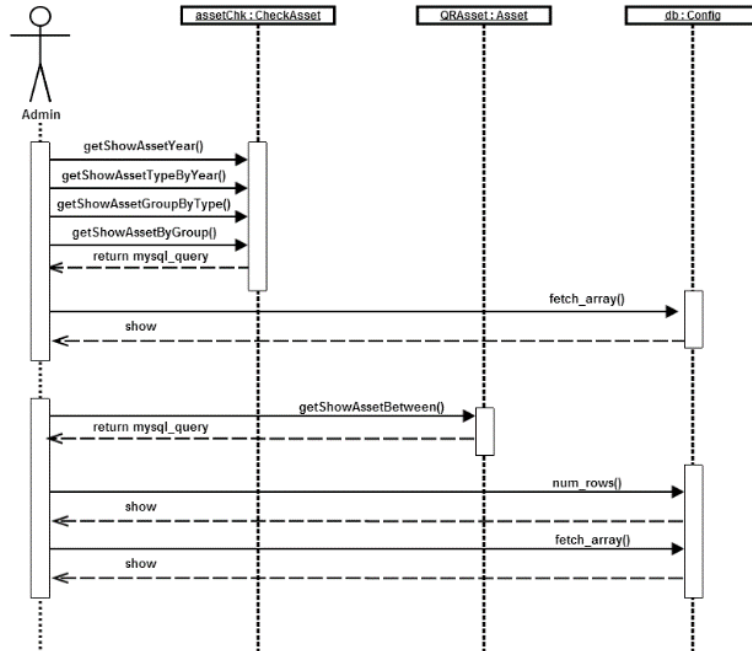 assetChk : CheckAsset
QRAsset : Asset
db : Config
Admin
getShowAssetYear()
getShowAssetTypeByYear()
getShowAssetGroupByType()
getShowAssetByGroup()
return mysql_query
fetch_array()
show
getShowAssetBetween()
return mysql_query
num_rows()
show
fetch_array()
show